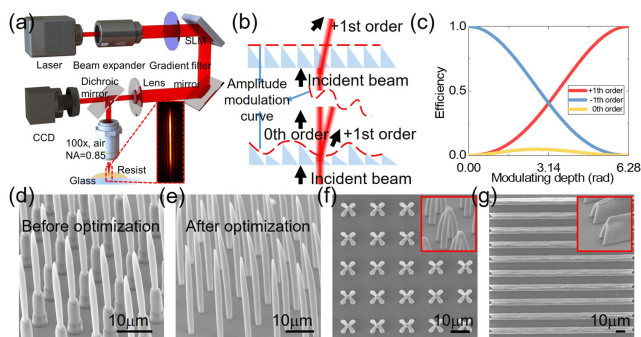 (a)
SLM
Laser
Beam expander
Gradient filter
Dichroic
mirror
Lens
mirror
CCD
100x, air
NA=0.85
Resist
Glass
(b)
+1st order
Incident beam
Amplitude
modulation
curve
0th order
+1st order
Incident beam
(c)
Efficiency
1.0
0.5
0.0
+1th order
-1th order
0th order
0.00
3.14
6.28
Modulating depth (rad)
(d)
Before optimization
10μm
(e)
After optimization
10μm
(f)
10μm
(g)
10μm